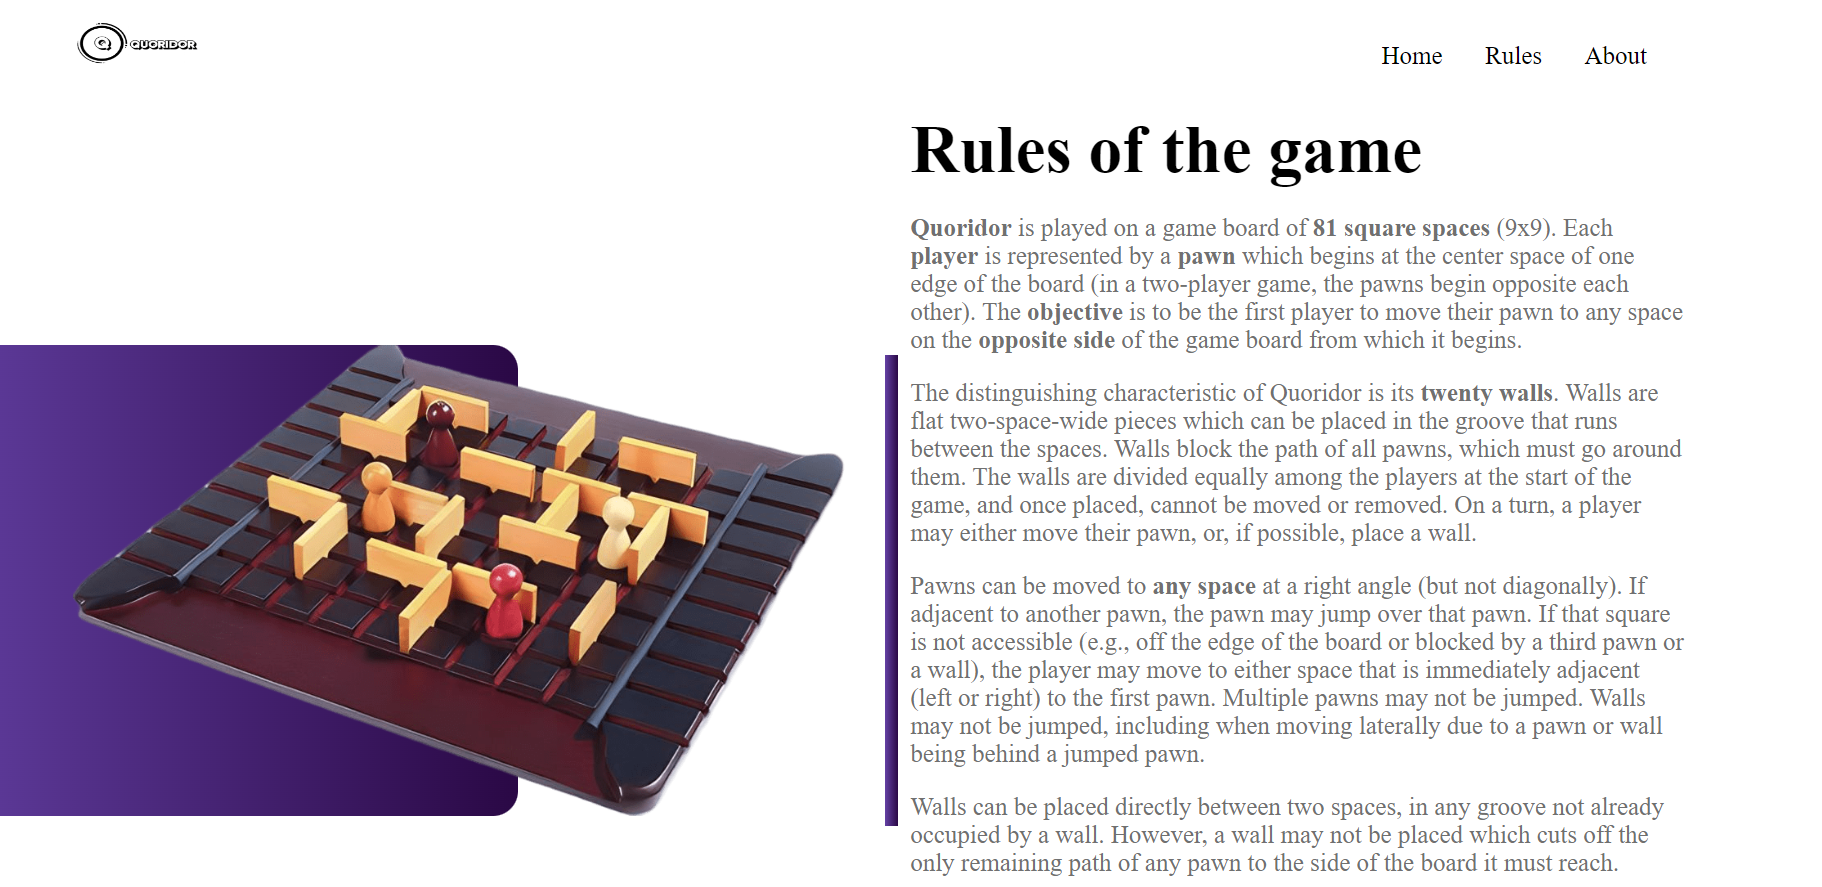 Q QUORIDOR
Home Rules About
Rules of the game
Quoridor is played on a game board of 81 square spaces (9x9). Each
player is represented by a pawn which begins at the center space of one
edge of the board (in a two-player game, the pawns begin opposite each
other). The objective is to be the first player to move their pawn to any space
on the opposite side of the game board from which it begins.
The distinguishing characteristic of Quoridor is its twenty walls. Walls are
flat two-space-wide pieces which can be placed in the groove that runs
between the spaces. Walls block the path of all pawns, which must go around
them. The walls are divided equally among the players at the start of the
game, and once placed, cannot be moved or removed. On a turn, a player
may either move their pawn, or, if possible, place a wall.
Pawns can be moved to any space at a right angle (but not diagonally). If
adjacent to another pawn, the pawn may jump over that pawn. If that square
is not accessible (e.g., off the edge of the board or blocked by a third pawn or
a wall), the player may move to either space that is immediately adjacent
(left or right) to the first pawn. Multiple pawns may not be jumped. Walls
may not be jumped, including when moving laterally due to a pawn or wall
being behind a jumped pawn.
Walls can be placed directly between two spaces, in any groove not already
occupied by a wall. However, a wall may not be placed which cuts off the
only remaining path of any pawn to the side of the board it must reach.